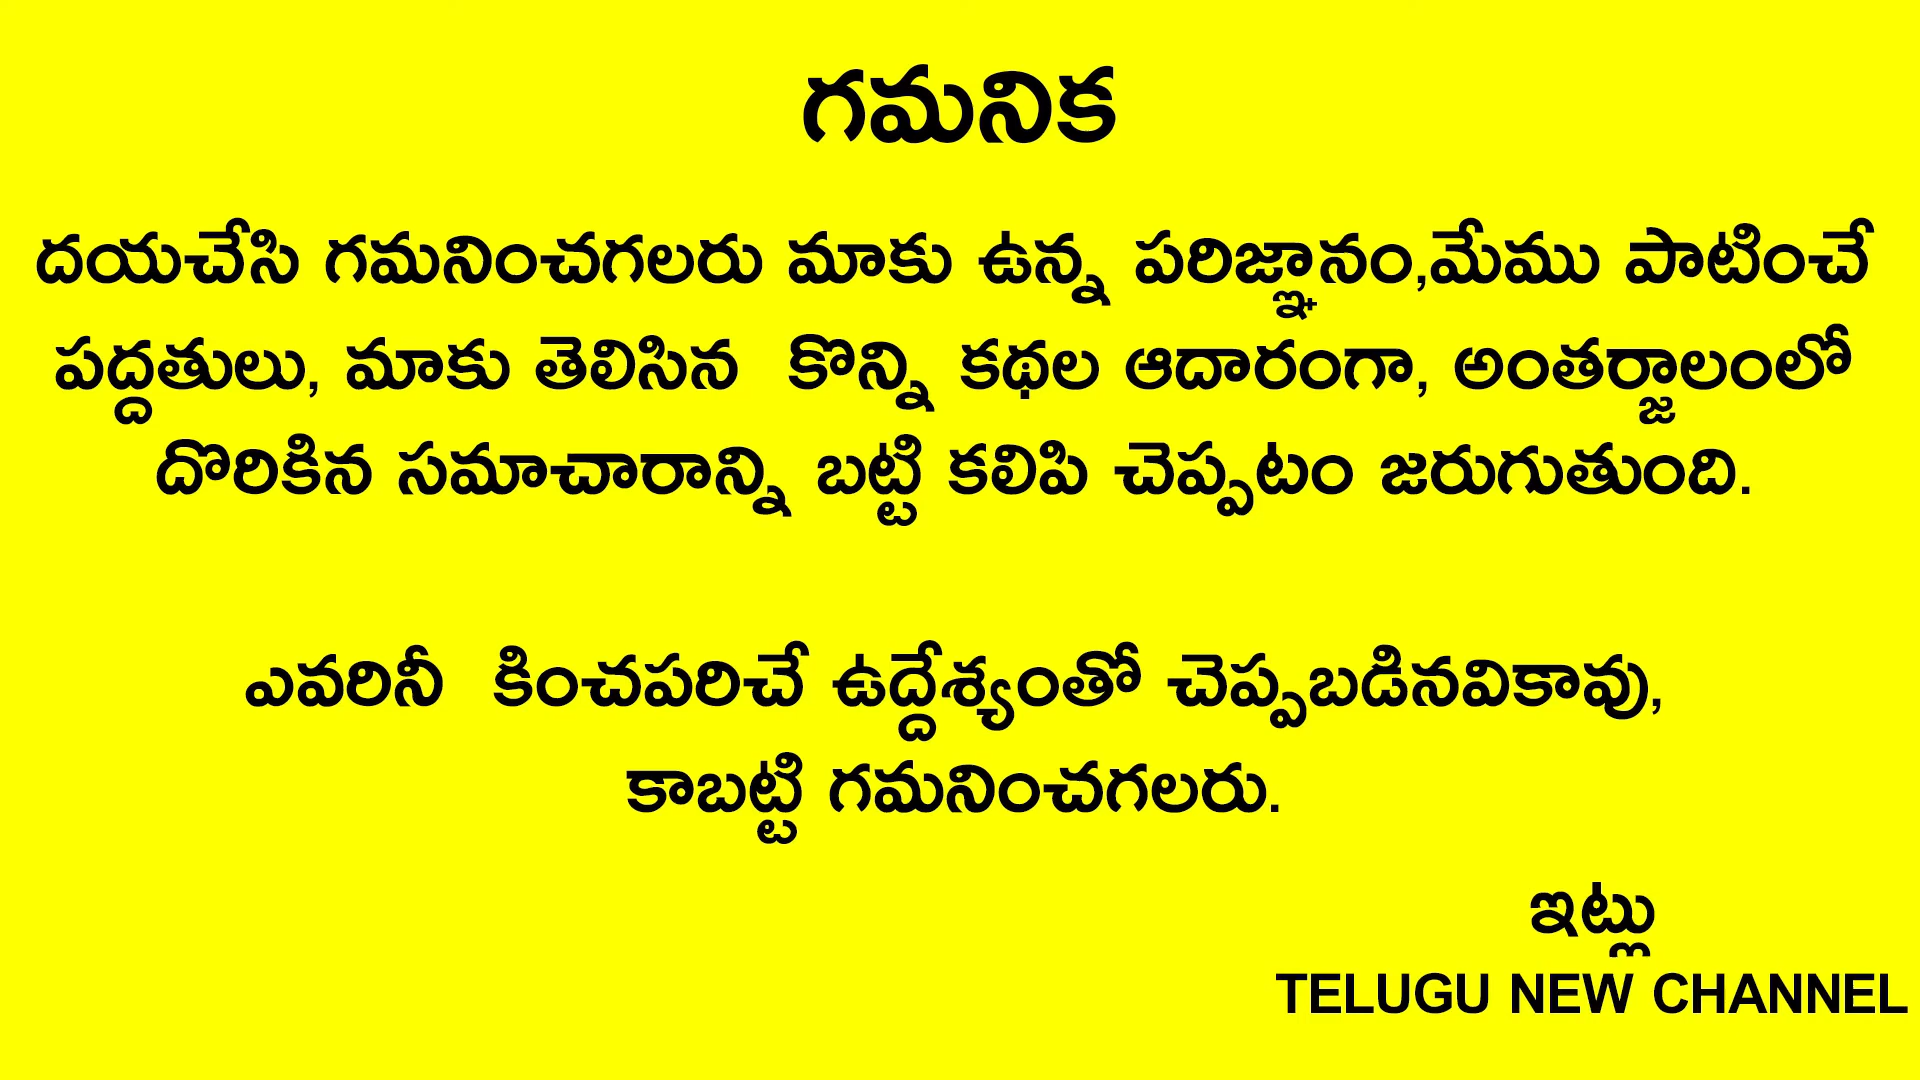 గమనిక
దయచేసి గమనించగలరు మాకు ఉన్న పరిజ్ఞానం,మేము పాటించే
పద్దతులు, మాకు తెలిసిన కొన్ని కథల ఆదారంగా, అంతర్జాలంలో
దొరికిన సమాచారాన్ని బట్టి కలిపి చెప్పటం జరుగుతుంది.
ఎవరినీ కించపరిచే ఉద్దేశ్యంతో చెప్పబడినవికావు,
కాబట్టి గమనించగలరు.
ఇట్లు
TELUGU NEW CHANNEL